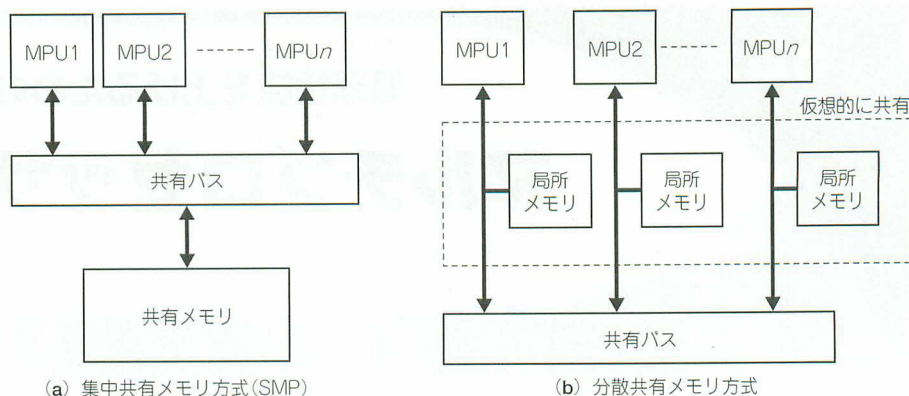 MPU1 MPU2 MPUn
共有バス
共有メモリ
(a) 集中共有メモリ方式(SMP)
MPU1 MPU2 MPUn
仮想的に共有
局所
メモリ
局所
メモリ
局所
メモリ
共有バス
(b) 分散共有メモリ方式